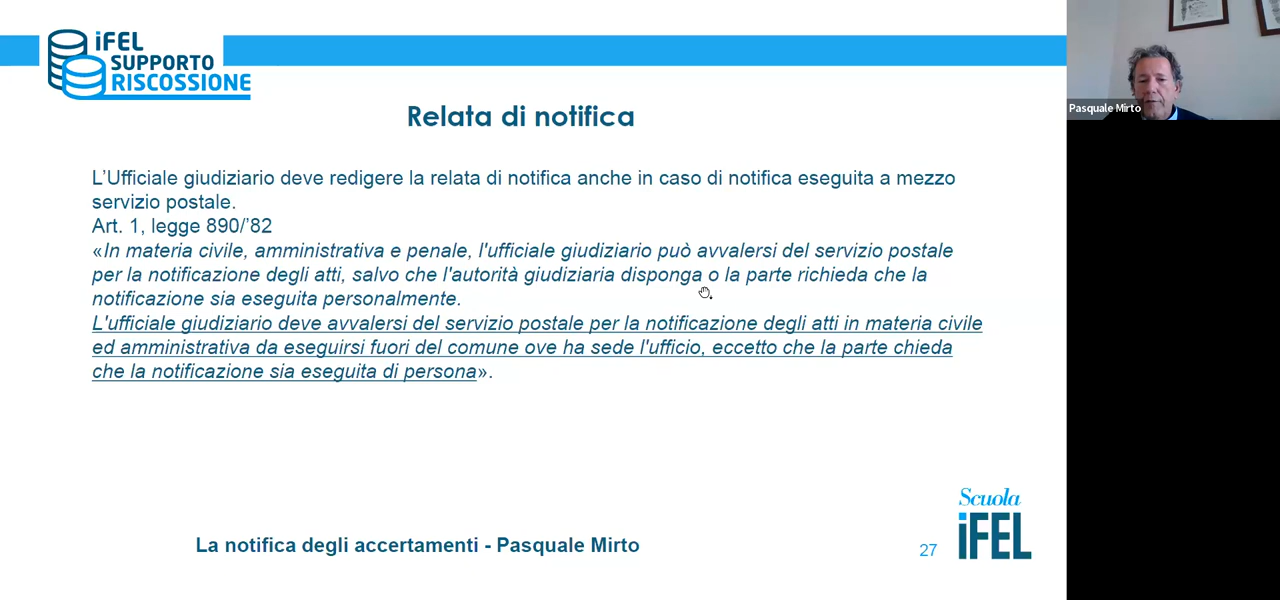 iFEL
SUPPORTO
RISCOSSIONE
Pasquale Mirto
Relata di notifica
L’Ufficiale giudiziario deve redigere la relata di notifica anche in caso di notifica eseguita a mezzo
servizio postale.
Art. 1, legge 890/’82
«In materia civile, amministrativa e penale, l'ufficiale giudiziario può avvalersi del servizio postale
per la notificazione degli atti, salvo che l'autorità giudiziaria disponga o la parte richieda che la
notificazione sia eseguita personalmente.
L'ufficiale giudiziario deve avvalersi del servizio postale per la notificazione degli atti in materia civile
ed amministrativa da eseguirsi fuori del comune ove ha sede l'ufficio, eccetto che la parte chieda
che la notificazione sia eseguita di persona».
La notifica degli accertamenti - Pasquale Mirto
27
Scuola
iFEL